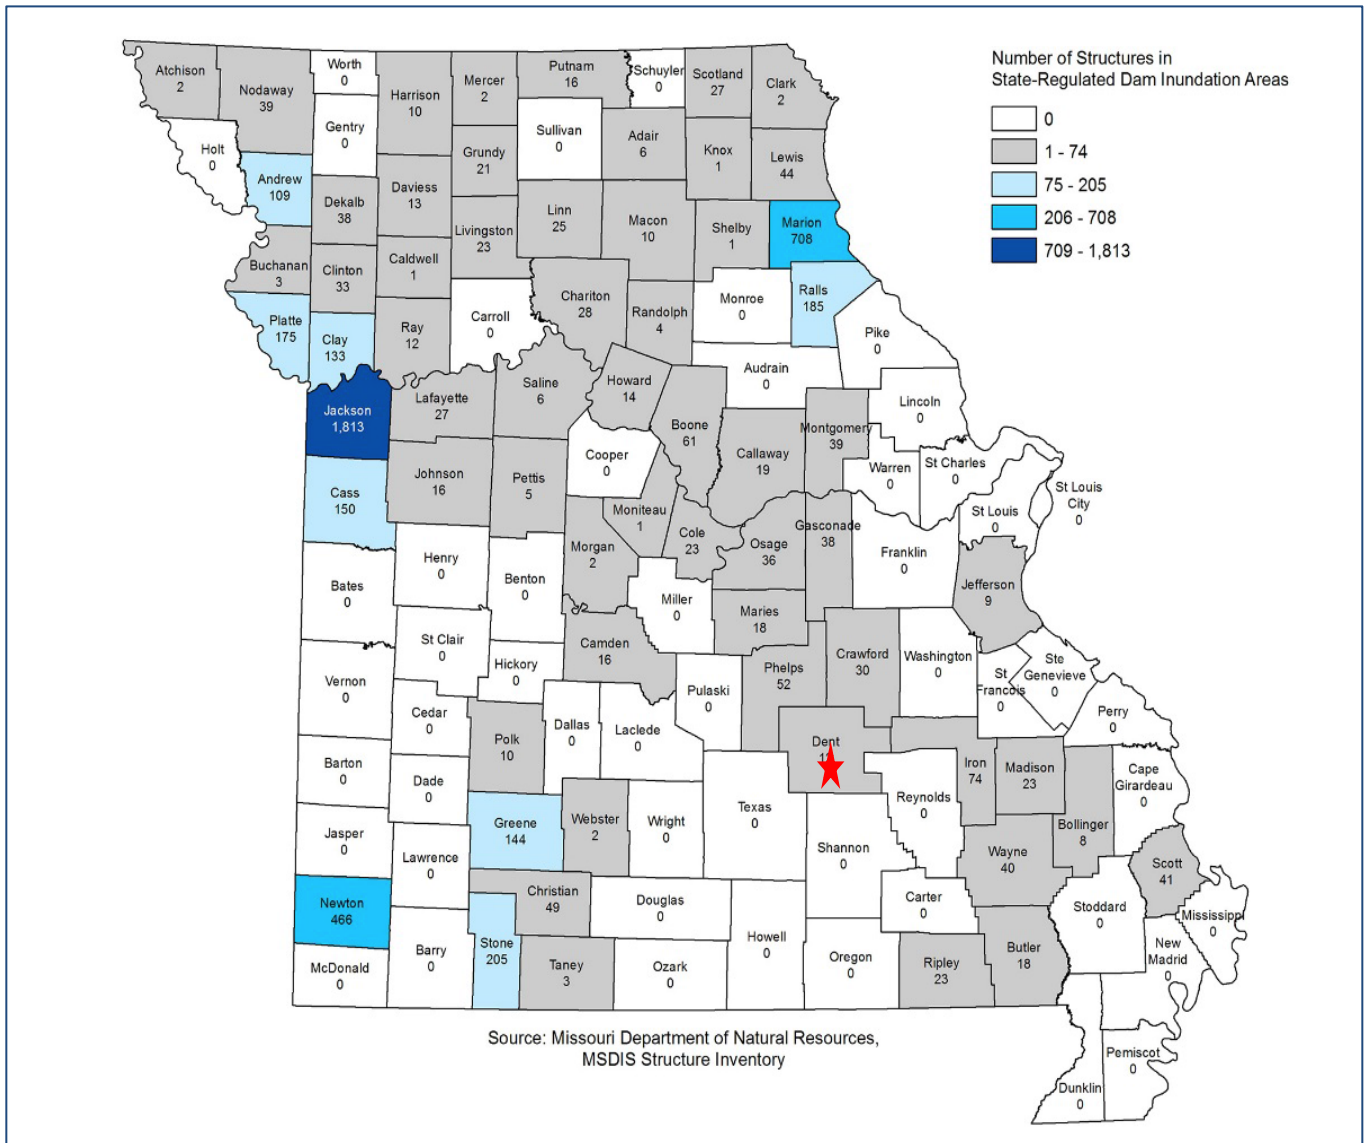 Number of Structures in
State-Regulated Dam Inundation Areas
0
1 - 74
75 - 205
206 - 708
709 - 1,813
Atchison
2
Nodaway
39
Worth
0
Harrison
10
Mercer
2
Putnam
16
Schuyler
0
Scotland
27
Clark
2
Holt
0
Gentry
0
Andrew
109
Grundy
21
Sullivan
0
Adair
6
Knox
1
Lewis
44
Dekalb
38
Daviess
13
Livingston
23
Linn
25
Macon
10
Shelby
1
Marion
708
Buchanan
3
Clinton
33
Caldwell
1
Carroll
0
Chariton
28
Randolph
4
Monroe
0
Ralls
185
Pike
0
Platte
175
Clay
133
Ray
12
Audrain
0
Jackson
1,813
Lafayette
27
Saline
6
Howard
14
Boone
61
Callaway
19
Montgomery
39
Lincoln
0
Cooper
0
Warren
0
St Charles
0
St Louis
0
St Louis
City
0
Cass
150
Johnson
16
Pettis
5
Moniteau
1
Cole
23
Osage
36
Gasconade
38
Franklin
0
Jefferson
9
Bates
0
Henry
0
Benton
0
Morgan
2
Miller
0
Maries
18
Vernon
0
St Clair
0
Hickory
0
Camden
16
Pulaski
0
Phelps
52
Crawford
30
Washington
0
St
Francois
0
Ste
Genevieve
0
Perry
0
Cedar
0
Polk
10
Dallas
0
Laclede
0
Dent
Iron
74
Madison
23
Cape
Girardeau
0
Barton
0
Dade
0
Greene
144
Webster
2
Wright
0
Texas
0
Shannon
0
Reynolds
0
Wayne
40
Bollinger
8
Scott
41
Jasper
0
Lawrence
0
Christian
49
Douglas
0
Howell
0
Carter
0
Stoddard
0
Mississippi
0
Newton
466
Barry
0
Stone
205
Taney
3
Ozark
0
Oregon
0
Ripley
23
Butler
18
New
Madrid
0
McDonald
0
Pemiscot
0
Dunklin
0
Source: Missouri Department of Natural Resources,
MSDIS Structure Inventory